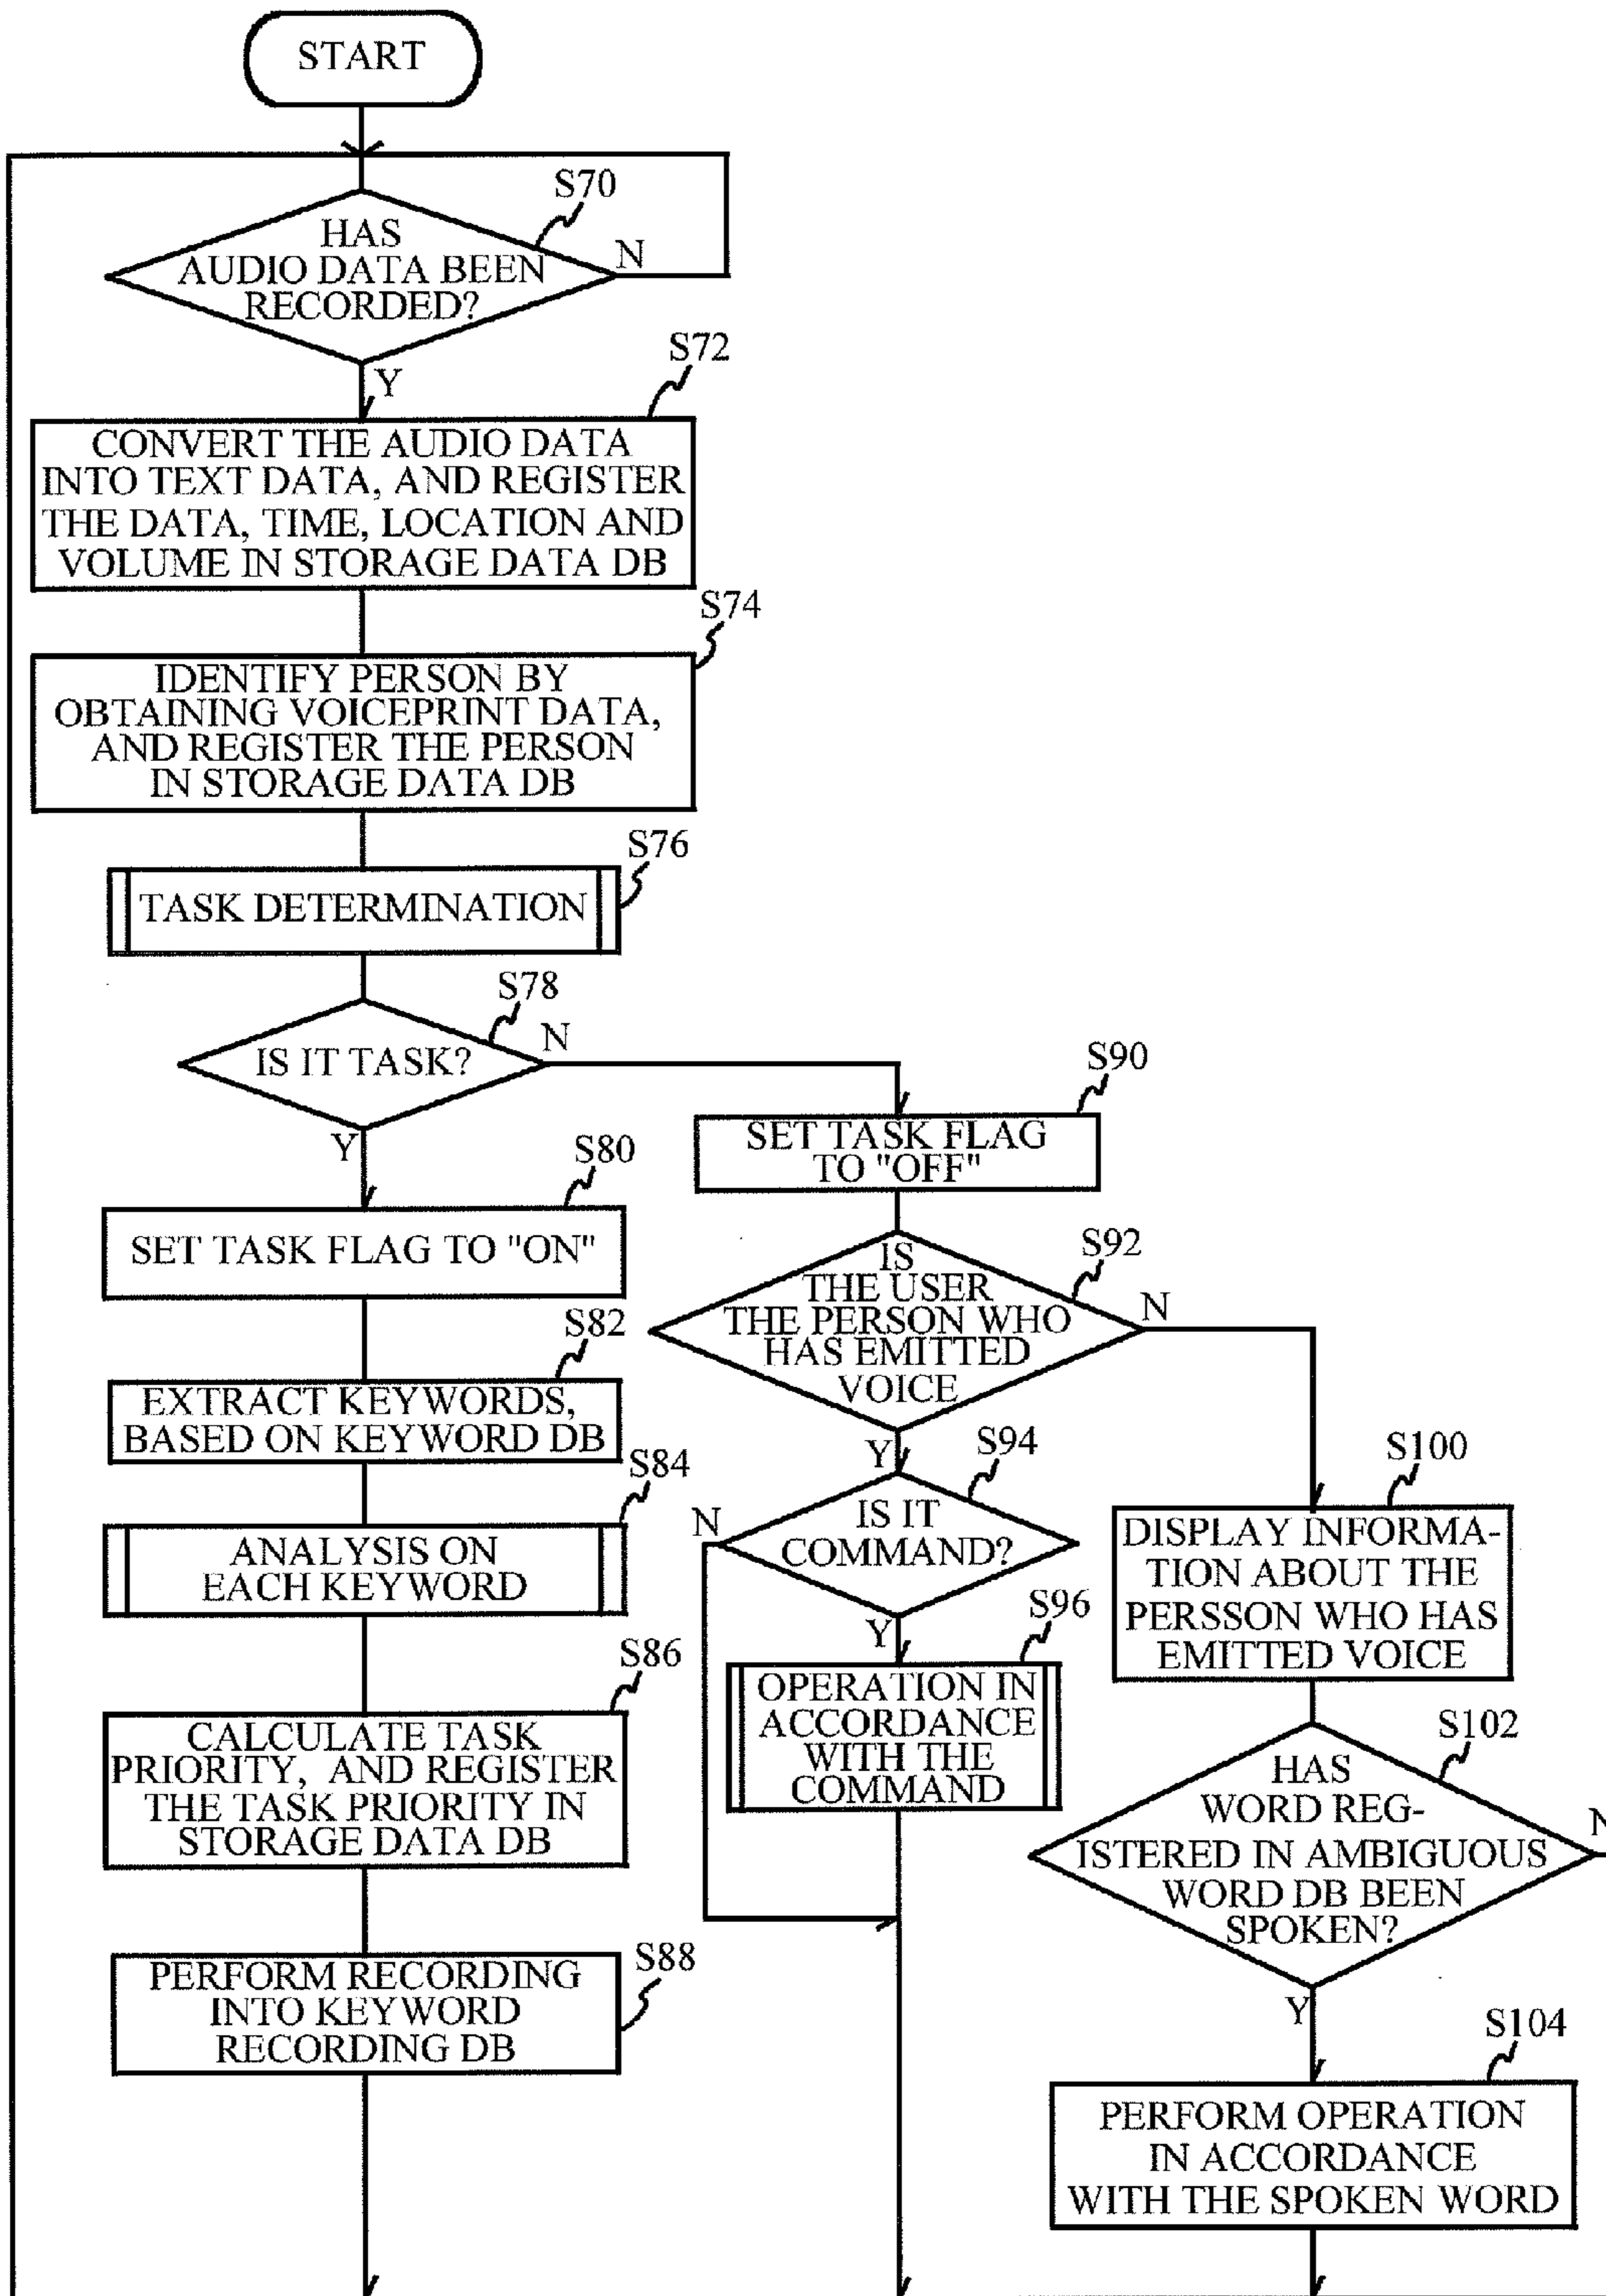 START
S70
HAS
AUDIO DATA BEEN
RECORDED?
N
Y
S72
CONVERT THE AUDIO DATA
INTO TEXT DATA, AND REGISTER
THE DATA, TIME, LOCATION AND
VOLUME IN STORAGE DATA DB
S74
IDENTIFY PERSON BY
OBTAINING VOICEPRINT DATA,
AND REGISTER THE PERSON
IN STORAGE DATA DB
S76
TASK DETERMINATION
S78
IS IT TASK?
N
Y
S80
SET TASK FLAG TO "ON"
S82
EXTRACT KEYWORDS,
BASED ON KEYWORD DB
S84
ANALYSIS ON
EACH KEYWORD
S86
CALCULATE TASK
PRIORITY, AND REGISTER
THE TASK PRIORITY IN
STORAGE DATA DB
S88
PERFORM RECORDING
INTO KEYWORD
RECORDING DB
S90
SET TASK FLAG
TO "OFF"
S92
IS
THE USER
THE PERSON WHO
HAS EMITTED
VOICE
N
Y
S94
IS IT
COMMAND?
N
Y
S96
OPERATION IN
ACCORDANCE
WITH THE
COMMAND
S100
DISPLAY INFORMA-
TION ABOUT THE
PERSSON WHO HAS
EMITTED VOICE
S102
HAS
WORD REG-
ISTERED IN AMBIGUOUS
WORD DB BEEN
SPOKEN?
N
Y
S104
PERFORM OPERATION
IN ACCORDANCE
WITH THE SPOKEN WORD